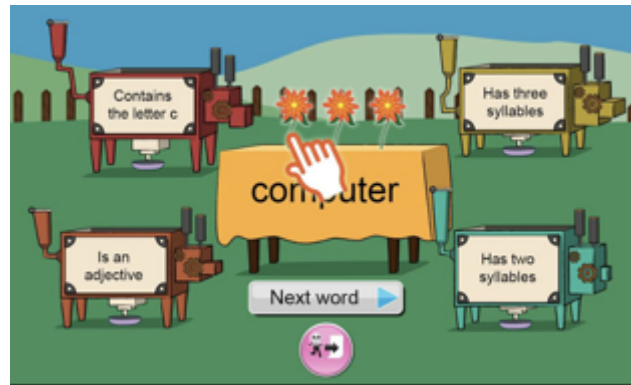 Contains
the letter c
Has three
syllables
computer
Is an
adjective
Has two
syllables
Next word